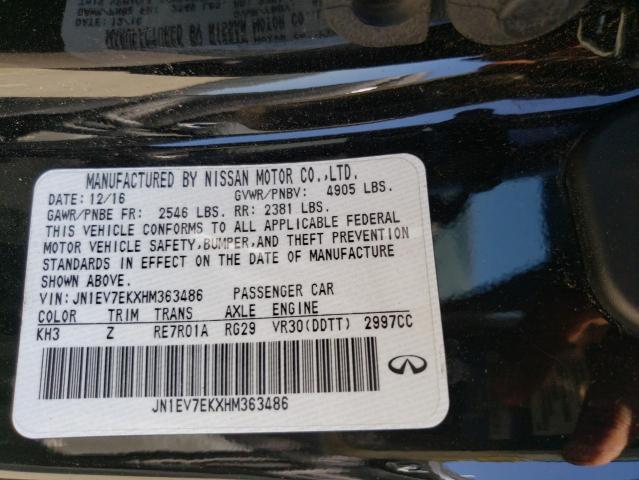 MANUFACTURED BY NISSAN MOTOR CO.,LTD.
DATE: 12/16 GVWR/PNBV: 4905 LBS.
GAWR/PNBE FR: 2546 LBS. RR: 2381 LBS.
THIS VEHICLE CONFORMS TO ALL APPLICABLE FEDERAL
MOTOR VEHICLE SAFETY,BUMPER,AND THEFT PREVENTION
STANDARDS IN EFFECT ON THE DATE OF MANUFACTURE
SHOWN ABOVE.
VIN: JN1EV7EKXHM363486 PASSENGER CAR
COLOR TRIM TRANS AXLE ENGINE
KH3 Z RE7R01A RG29 VR30(DDTT) 2997CC
JN1EV7EKXHM363486